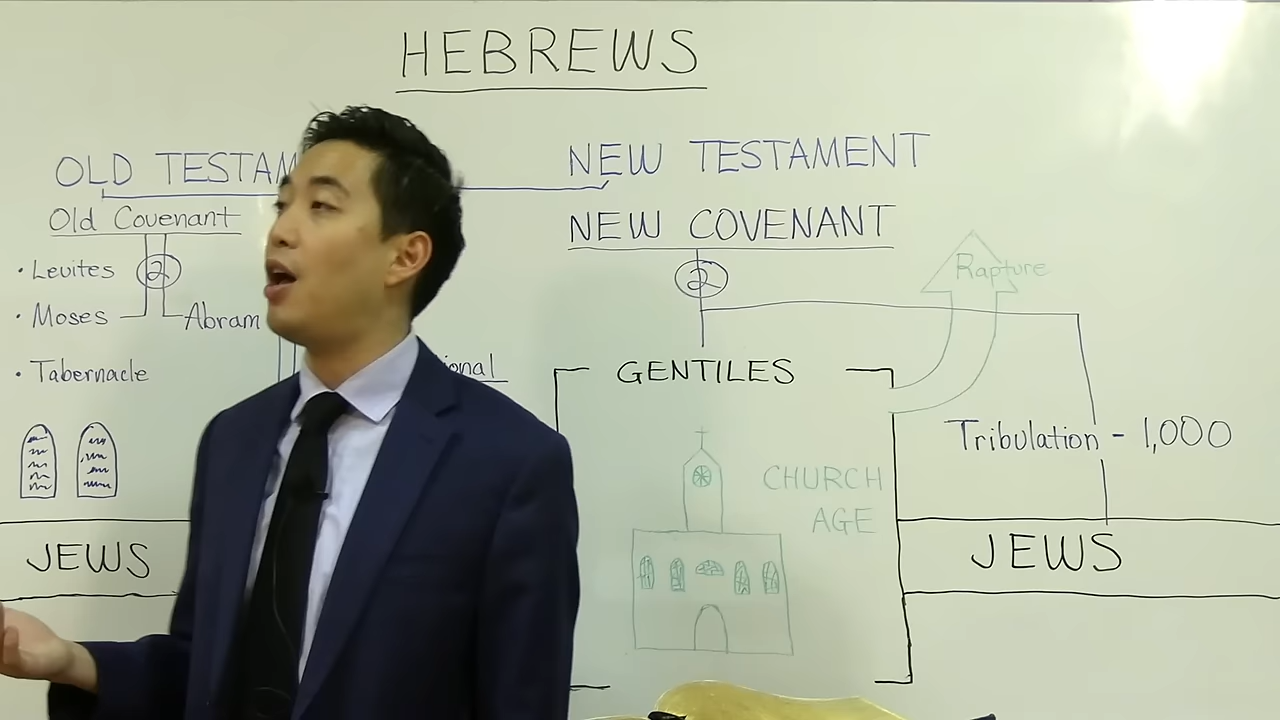 HEBREWS
OLD TESTAM
NEW TESTAMENT
Old Covenant
NEW COVENANT
· Levites
2
2
Rapture
· Moses
Abram
· Tabernacle
ional
GENTILES
Tribulation - 1,000
CHURCH
AGE
JEWS
JEWS